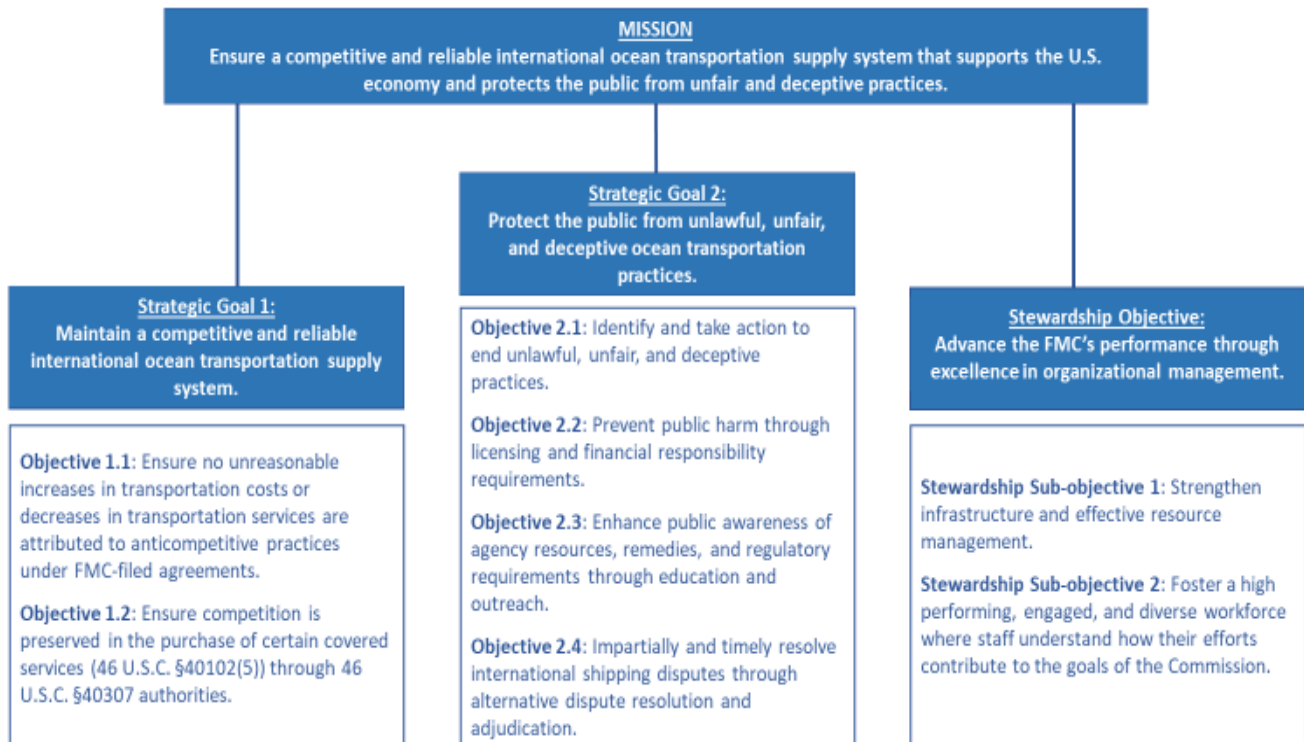 MISSION
Ensure a competitive and reliable international ocean transportation supply system that supports the U.S.
economy and protects the public from unfair and deceptive practices.
Strategic Goal 1:
Maintain a competitive and reliable
international ocean transportation supply
system.
Objective 1.1: Ensure no unreasonable
increases in transportation costs or
decreases in transportation services are
attributed to anticompetitive practices
under FMC-filed agreements.
Objective 1.2: Ensure competition is
preserved in the purchase of certain covered
services (46 U.S.C. §40102(5)) through 46
U.S.C. §40307 authorities.
Strategic Goal 2:
Protect the public from unlawful, unfair,
and deceptive ocean transportation
practices.
Objective 2.1: Identify and take action to
end unlawful, unfair, and deceptive
practices.
Objective 2.2: Prevent public harm through
licensing and financial responsibility
requirements.
Objective 2.3: Enhance public awareness of
agency resources, remedies, and regulatory
requirements through education and
outreach.
Objective 2.4: Impartially and timely resolve
international shipping disputes through
alternative dispute resolution and
adjudication.
Stewardship Objective:
Advance the FMC's performance through
excellence in organizational management.
Stewardship Sub-objective 1: Strengthen
infrastructure and effective resource
management.
Stewardship Sub-objective 2: Foster a high
performing, engaged, and diverse workforce
where staff understand how their efforts
contribute to the goals of the Commission.